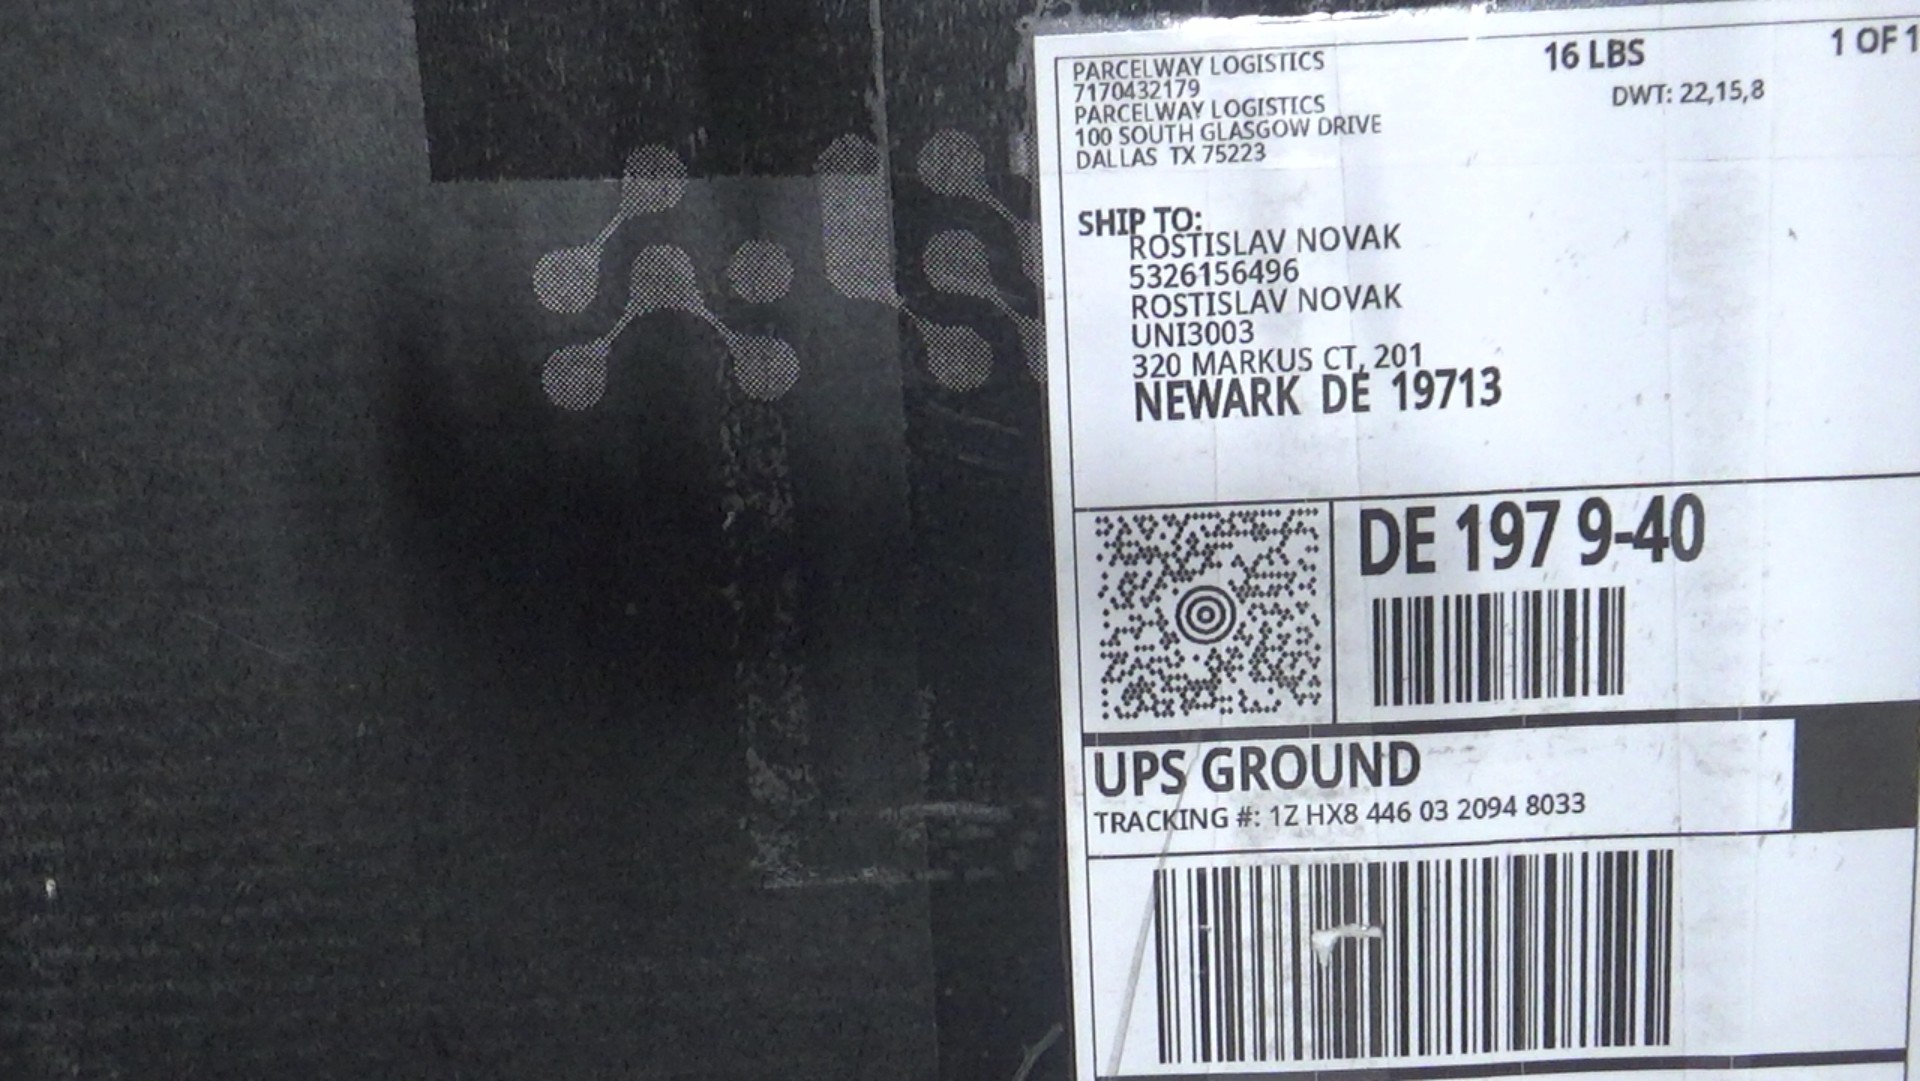 PARCELWAY LOGISTICS 16 LBS 1 OF 1
7170432179 DWT: 22,15,8
PARCELWAY LOGISTICS
100 SOUTH GLASGOW DRIVE
DALLAS TX 75223
SHIP TO:
ROSTISLAV NOVAK
5326156496
ROSTISLAV NOVAK
UNI3003
320 MARKUS CT, 201
NEWARK DE 19713
DE 197 9-40
UPS GROUND
TRACKING #: 1Z HX8 446 03 2094 8033